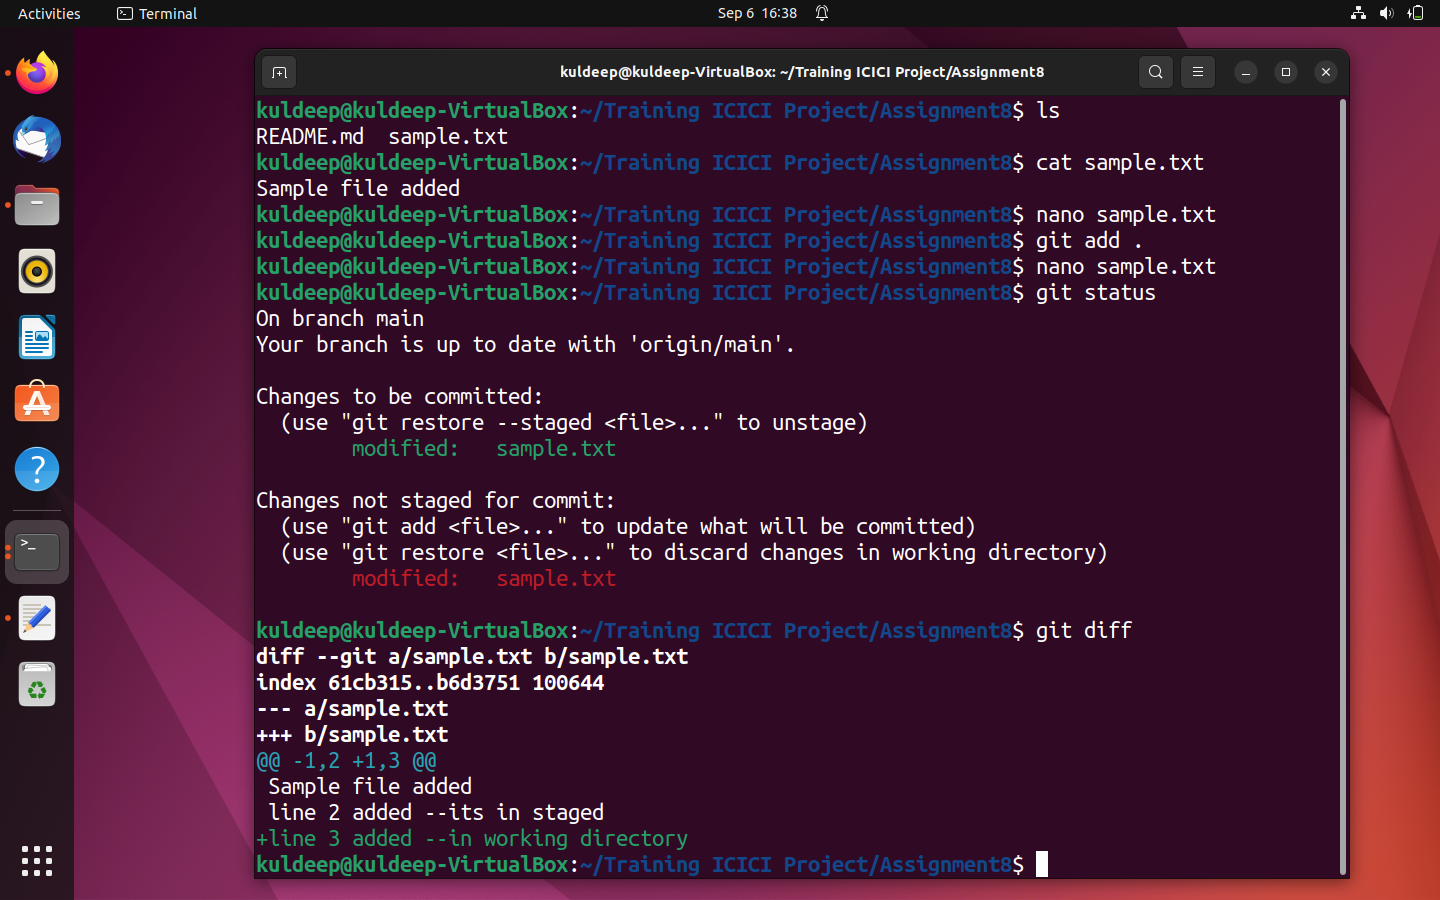 Activities
Terminal
Sep 6 16:38
kuldeep@kuldeep-VirtualBox: ~/Training ICICI Project/Assignment8
kuldeep@kuldeep-VirtualBox:~/Training ICICI Project/Assignment8$ ls
README.md  sample.txt
kuldeep@kuldeep-VirtualBox:~/Training ICICI Project/Assignment8$ cat sample.txt
Sample file added
kuldeep@kuldeep-VirtualBox:~/Training ICICI Project/Assignment8$ nano sample.txt
kuldeep@kuldeep-VirtualBox:~/Training ICICI Project/Assignment8$ git add .
kuldeep@kuldeep-VirtualBox:~/Training ICICI Project/Assignment8$ nano sample.txt
kuldeep@kuldeep-VirtualBox:~/Training ICICI Project/Assignment8$ git status
On branch main
Your branch is up to date with 'origin/main'.
Changes to be committed:
  (use "git restore --staged <file>..." to unstage)
        modified:   sample.txt
Changes not staged for commit:
  (use "git add <file>..." to update what will be committed)
  (use "git restore <file>..." to discard changes in working directory)
        modified:   sample.txt
kuldeep@kuldeep-VirtualBox:~/Training ICICI Project/Assignment8$ git diff
diff --git a/sample.txt b/sample.txt
index 61cb315..b6d3751 100644
--- a/sample.txt
+++ b/sample.txt
@@ -1,2 +1,3 @@
 Sample file added
 line 2 added --its in staged
+line 3 added --in working directory
kuldeep@kuldeep-VirtualBox:~/Training ICICI Project/Assignment8$